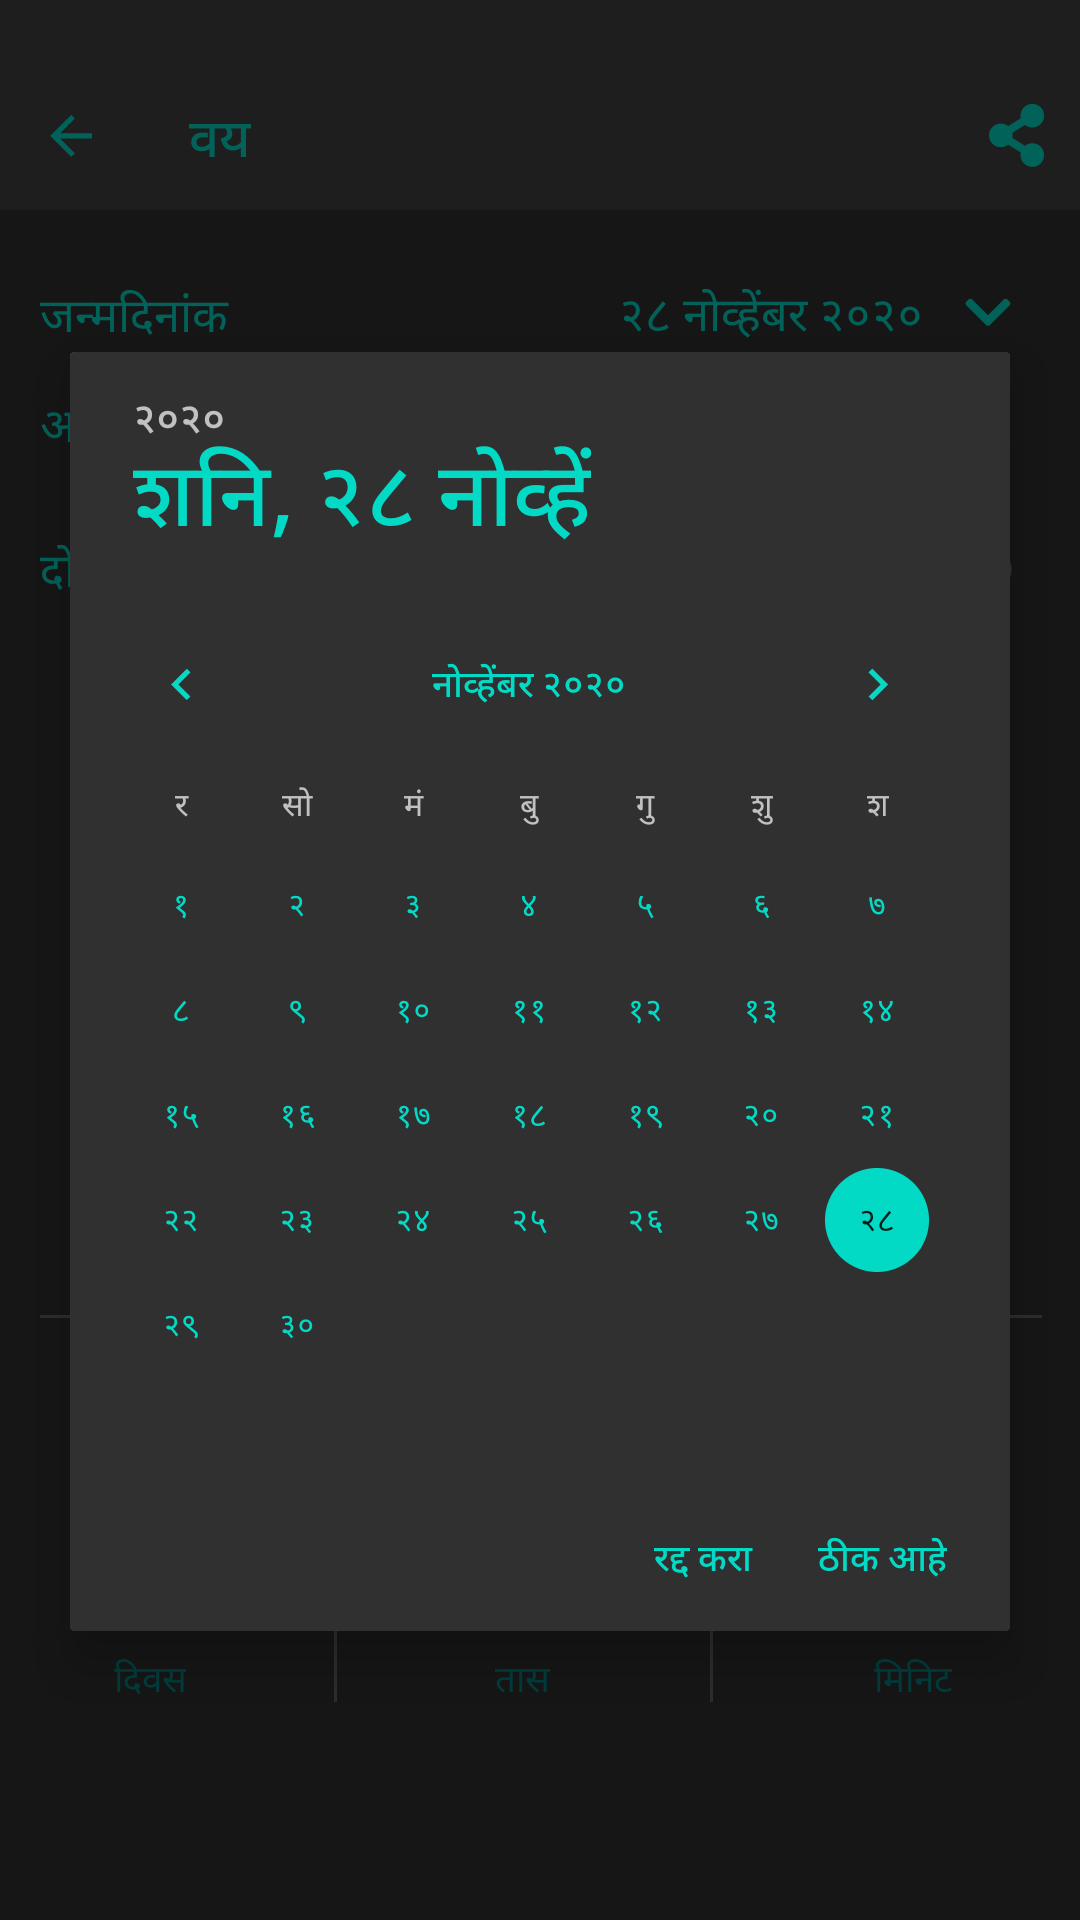 वय
जन्मदिनांक २८ नोव्हेंबर २०२०
२०२०
शनि, २८ नोव्हें
नोव्हेंबर २०२०
र सो मं बु गु शु श
१ २ ३ ४ ५ ६ ७
८ ९ १० ११ १२ १३ १४
१५ १६ १७ १८ १९ २० २१
२२ २३ २४ २५ २६ २७ २८
२९ ३०
रद्द करा ठीक आहे
दिवस तास मिनिट